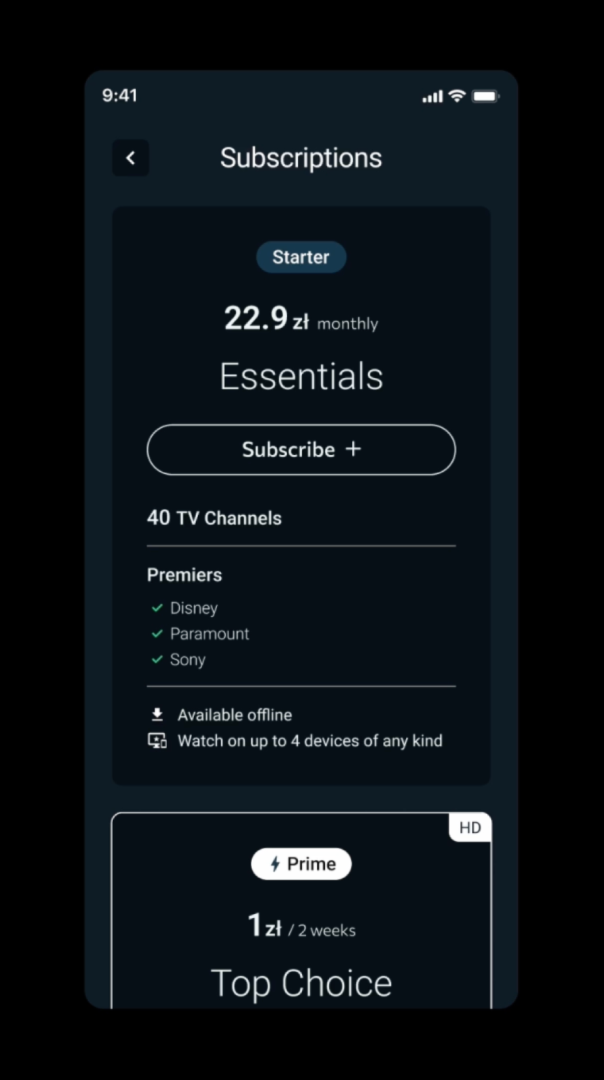 9:41
Subscriptions
Starter
22.9 zł monthly
Essentials
Subscribe +
40 TV Channels
Premiers
Disney
Paramount
Sony
Available offline
Watch on up to 4 devices of any kind
HD
Prime
1 zł / 2 weeks
Top Choice